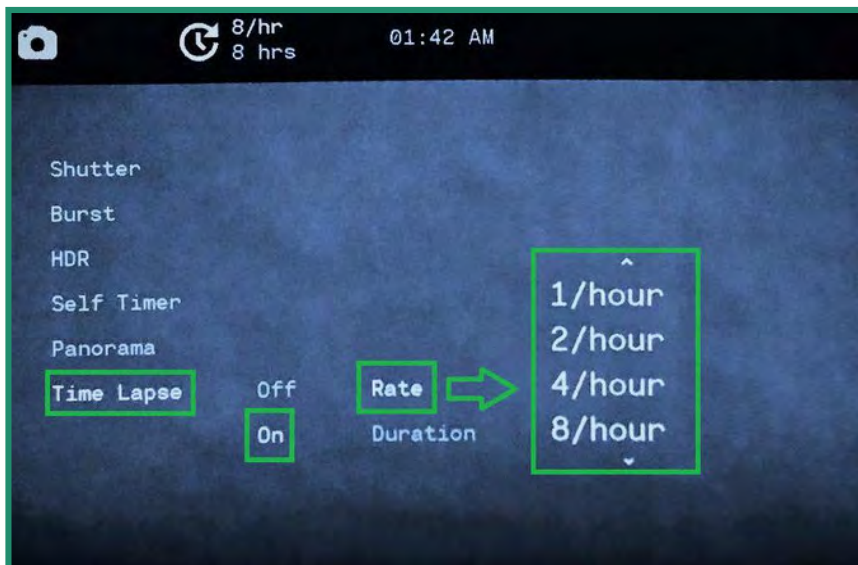 8/hr
8 hrs
01:42 AM
Shutter
Burst
HDR
Self Timer
Panorama
Time Lapse
Off
On
Rate
Duration
1/hour
2/hour
4/hour
8/hour